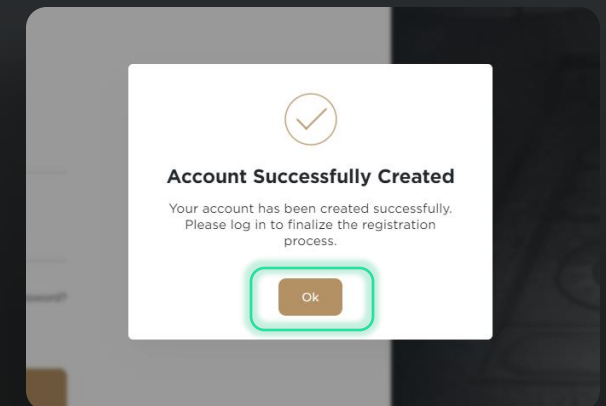 Account Successfully Created
Your account has been created successfully.
Please log in to finalize the registration
process.
Ok